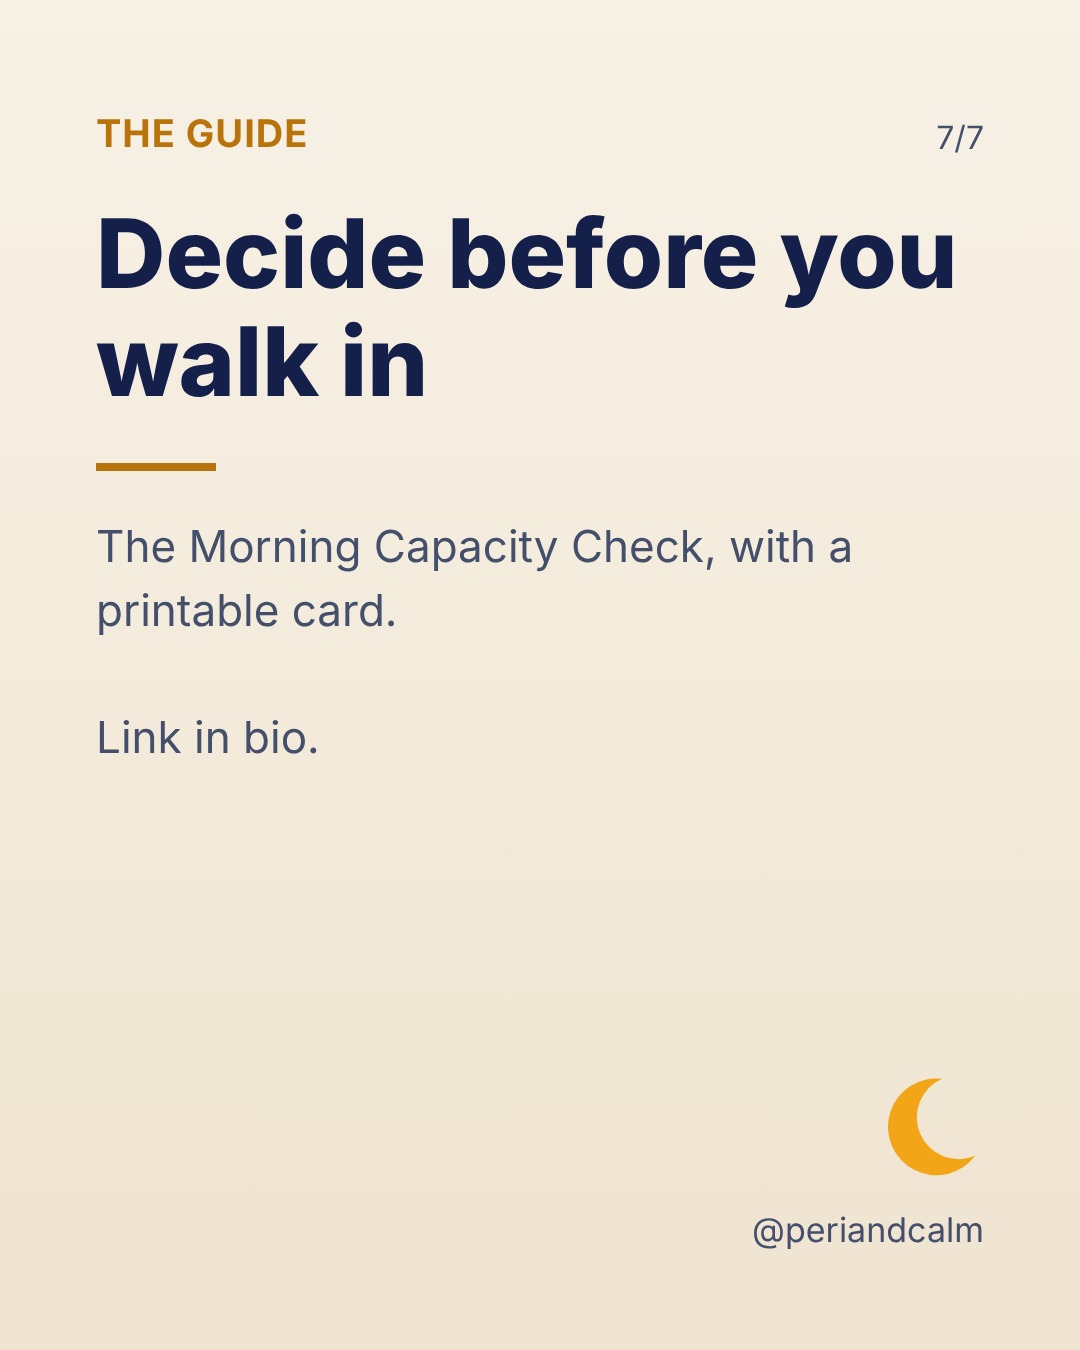 THE GUIDE
7/7
Decide before you
walk in
The Morning Capacity Check, with a
printable card.
Link in bio.
@periandcalm